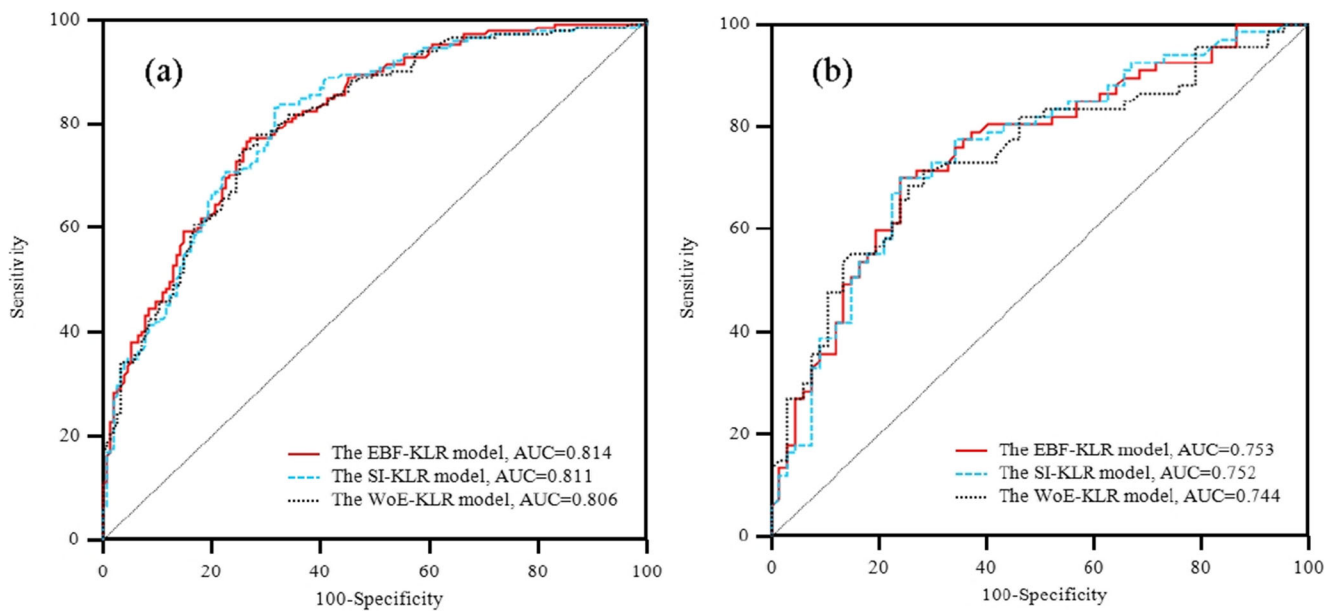 (a)
100
80
60
40
20
0
Sensitivity
The EBF-KLR model, AUC=0.814
The SI-KLR model, AUC=0.811
The WoE-KLR model, AUC=0.806
0 20 40 60 80 100
100-Specificity
(b)
100
80
60
40
20
0
Sensitivity
The EBF-KLR model, AUC=0.753
The SI-KLR model, AUC=0.752
The WoE-KLR model, AUC=0.744
0 20 40 60 80 100
100-Specificity